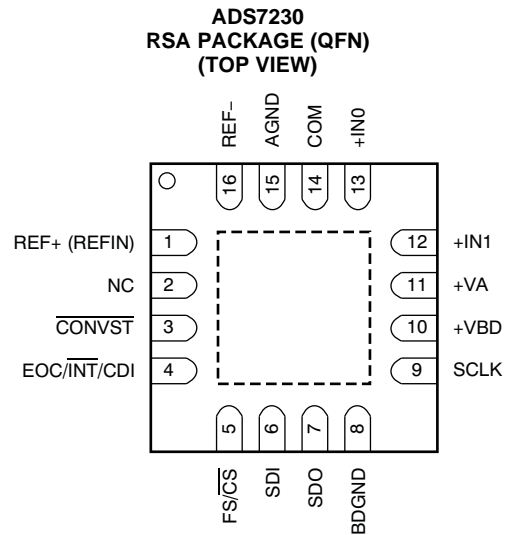 ADS7230
RSA PACKAGE (QFN)
(TOP VIEW)
REF−
AGND
COM
+IN0
16
15
14
13
REF+ (REFIN)
1
12
+IN1
NC
2
11
+VA
CONVST
3
10
+VBD
EOC/INT/CDI
4
9
SCLK
5
6
7
8
FS/CS
SDI
SDO
BDGND